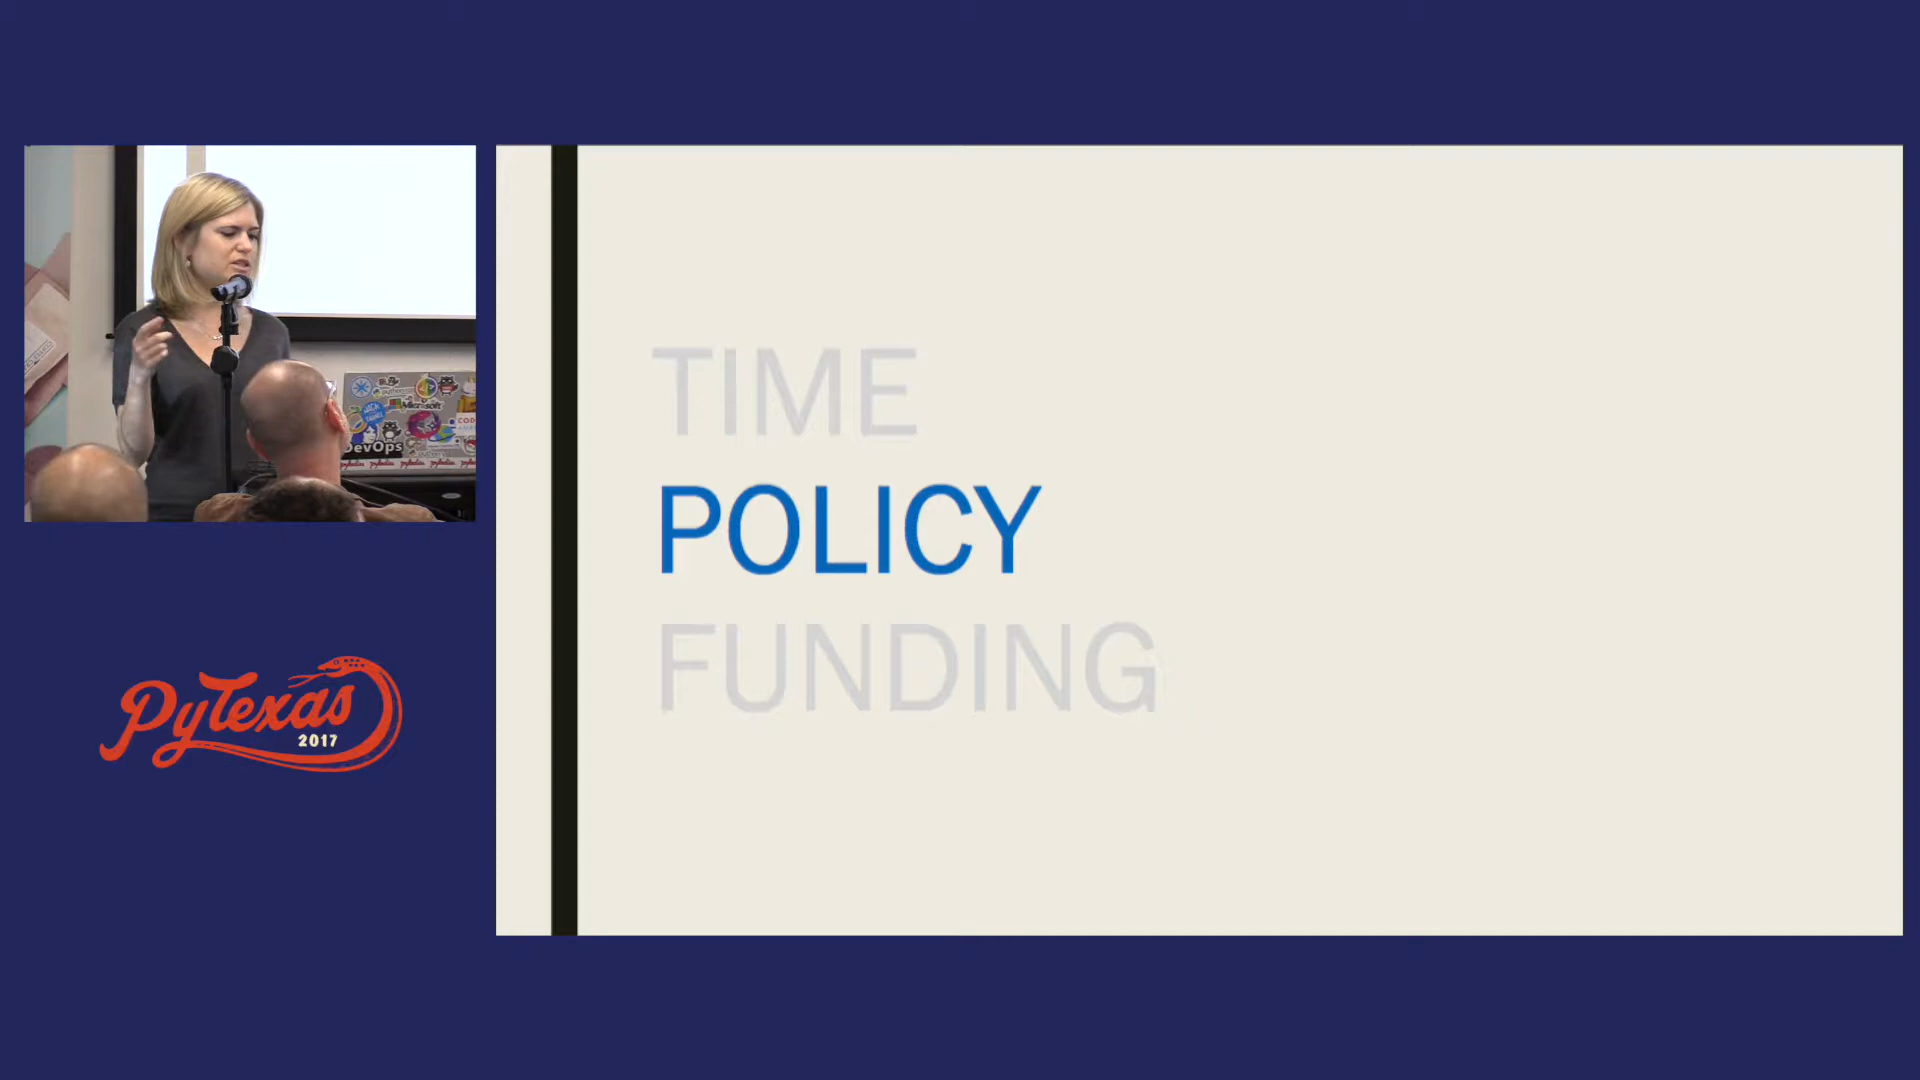 TIME
POLICY
FUNDING
Microsoft
DevOps
PyTexas
2017